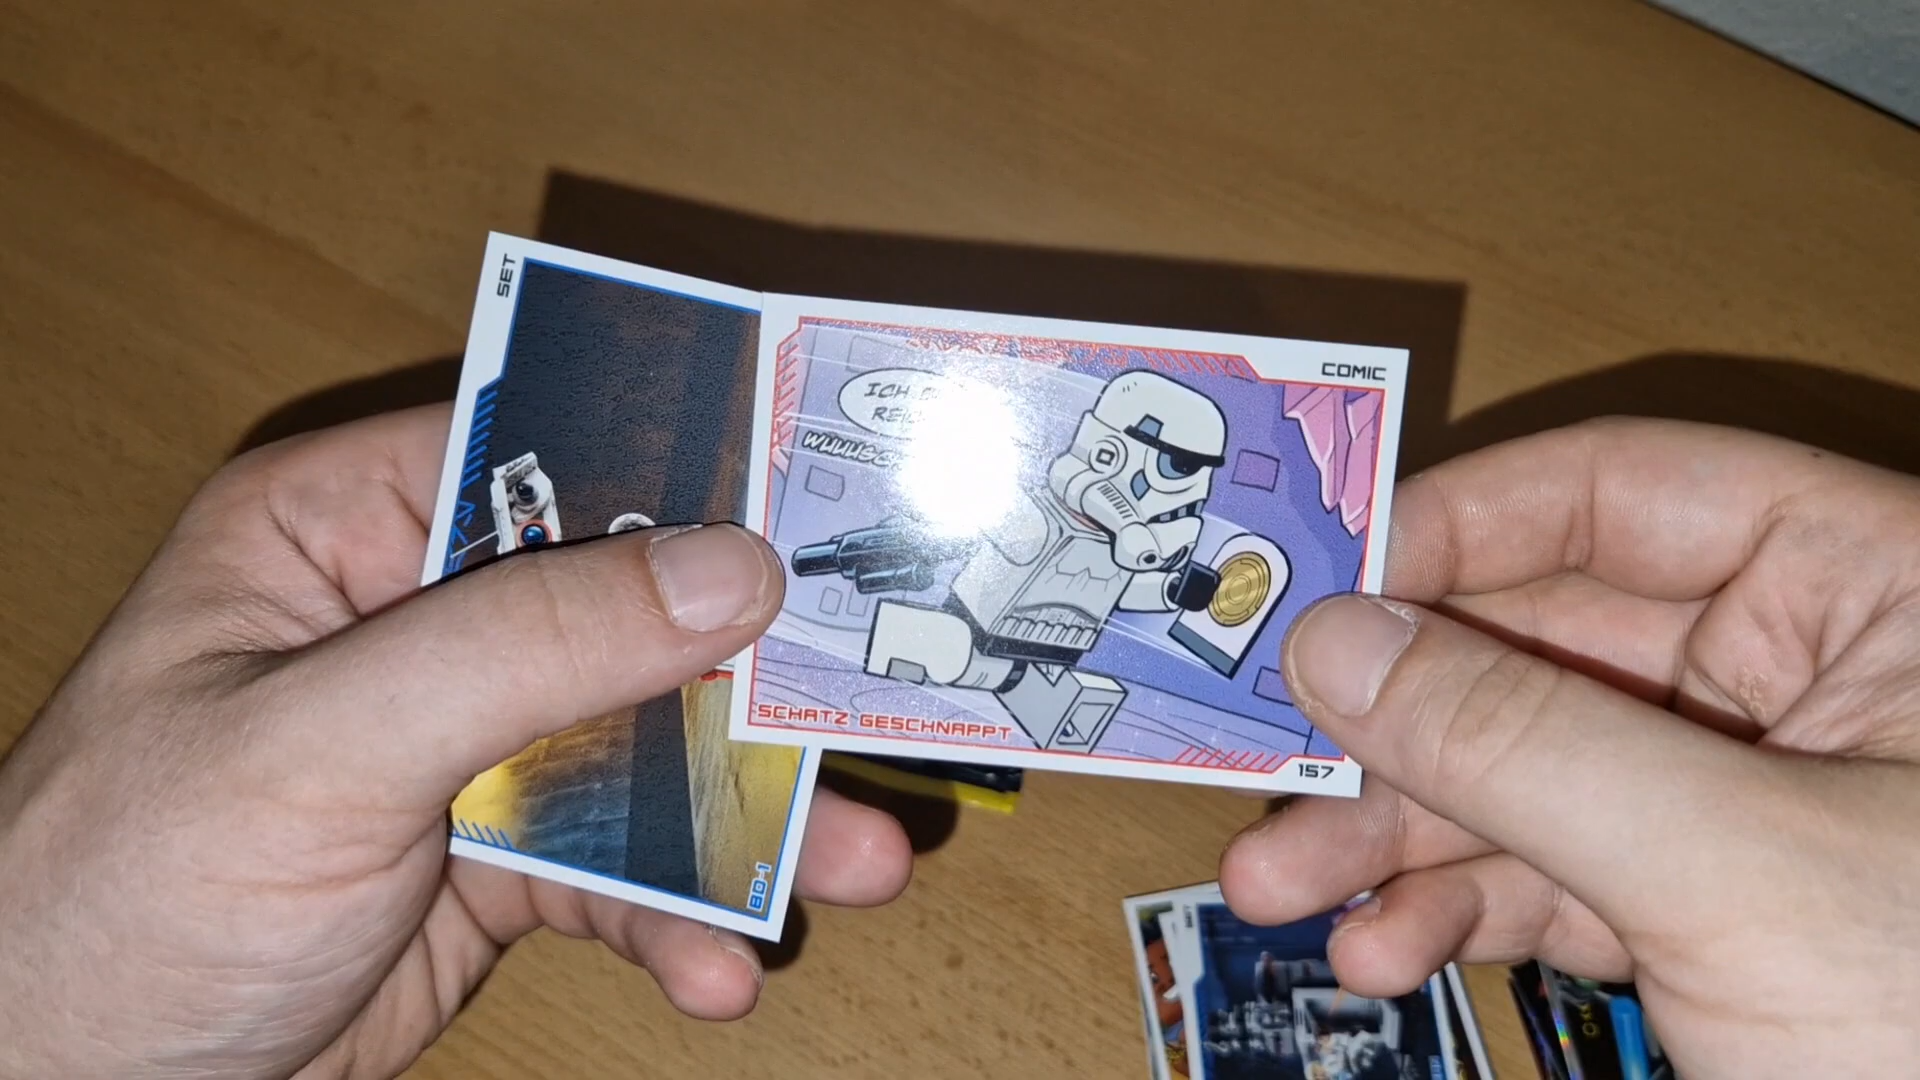 SET
COMIC
ICH
WUUUSC
SCHATZ GESCHNAPPT
157
BD-1